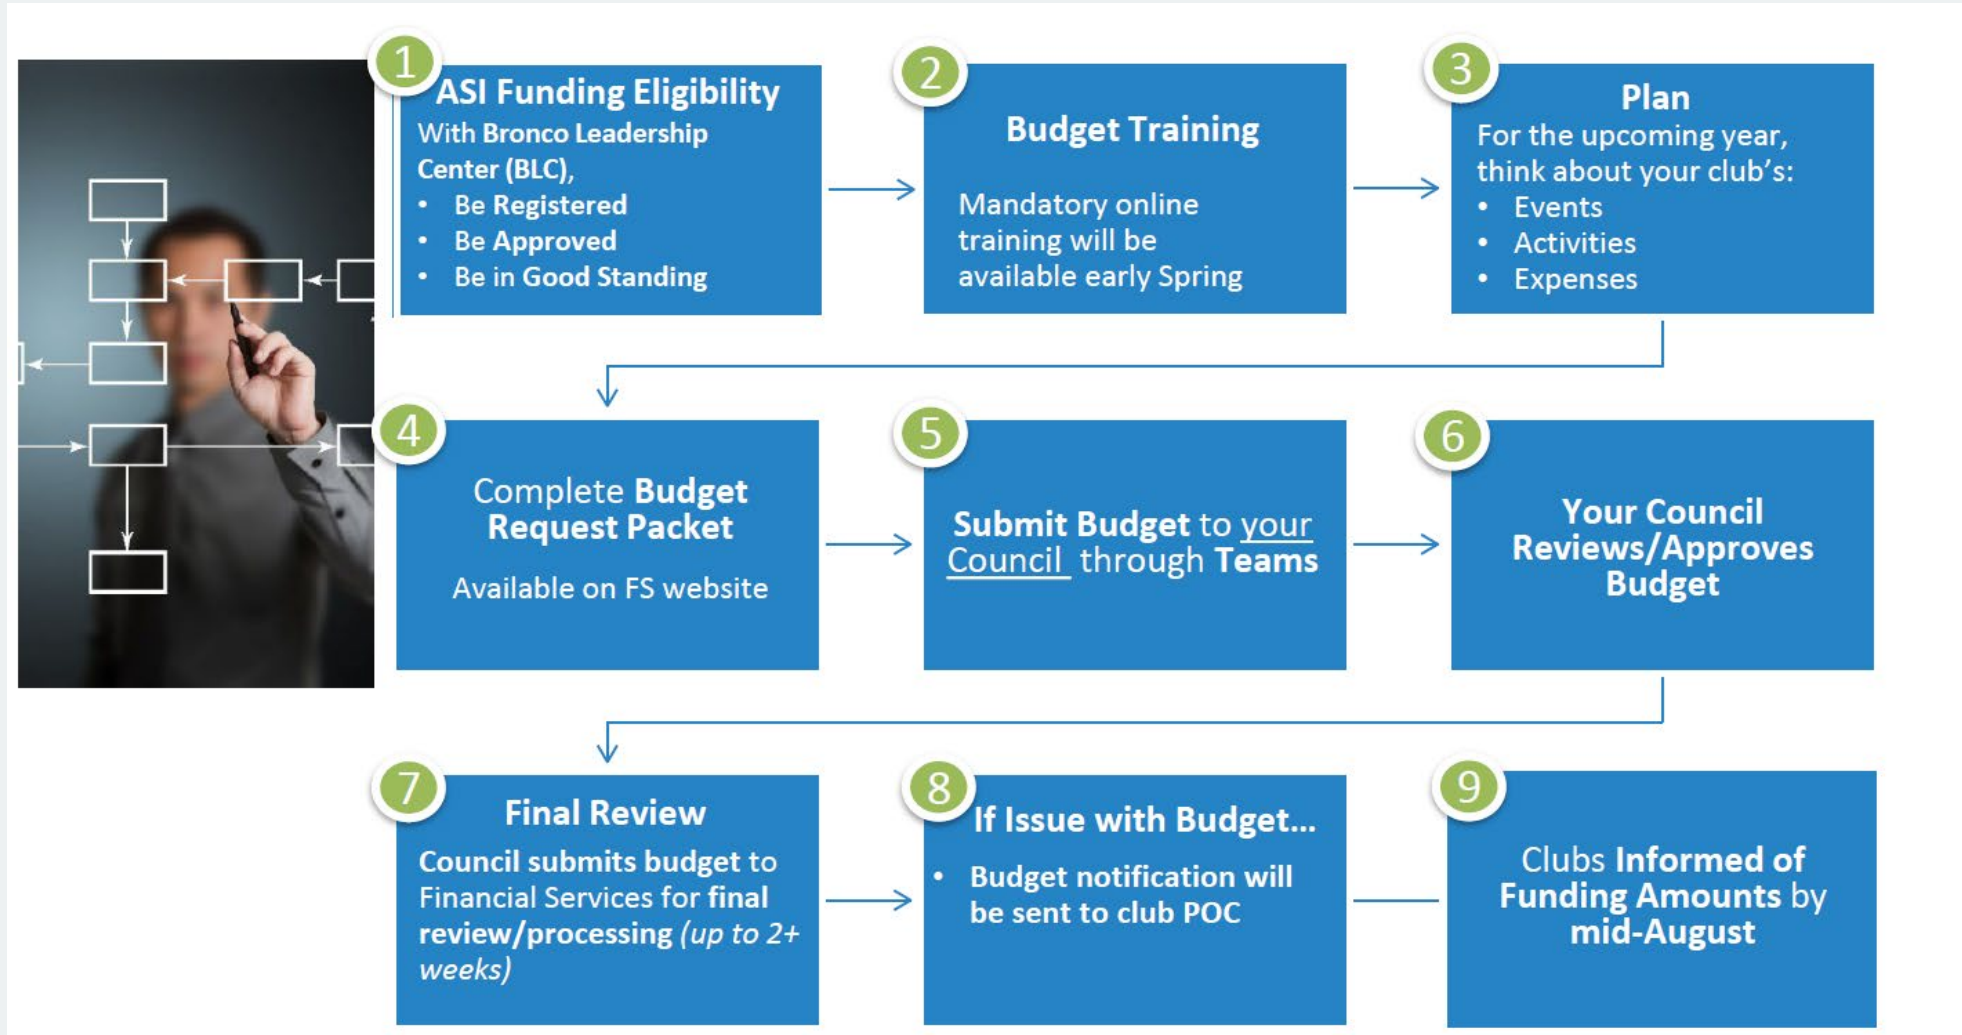 1
ASI Funding Eligibility
With Bronco Leadership
Center (BLC),
• Be Registered
• Be Approved
• Be in Good Standing
2
Budget Training
Mandatory online
training will be
available early Spring
3
Plan
For the upcoming year,
think about your club's:
• Events
• Activities
• Expenses
4
Complete Budget
Request Packet
Available on FS website
5
Submit Budget to your
Council through Teams
6
Your Council
Reviews/Approves
Budget
7
Final Review
Council submits budget to
Financial Services for final
review/processing (up to 2+
weeks)
8
If Issue with Budget...
• Budget notification will
be sent to club POC
9
Clubs Informed of
Funding Amounts by
mid-August